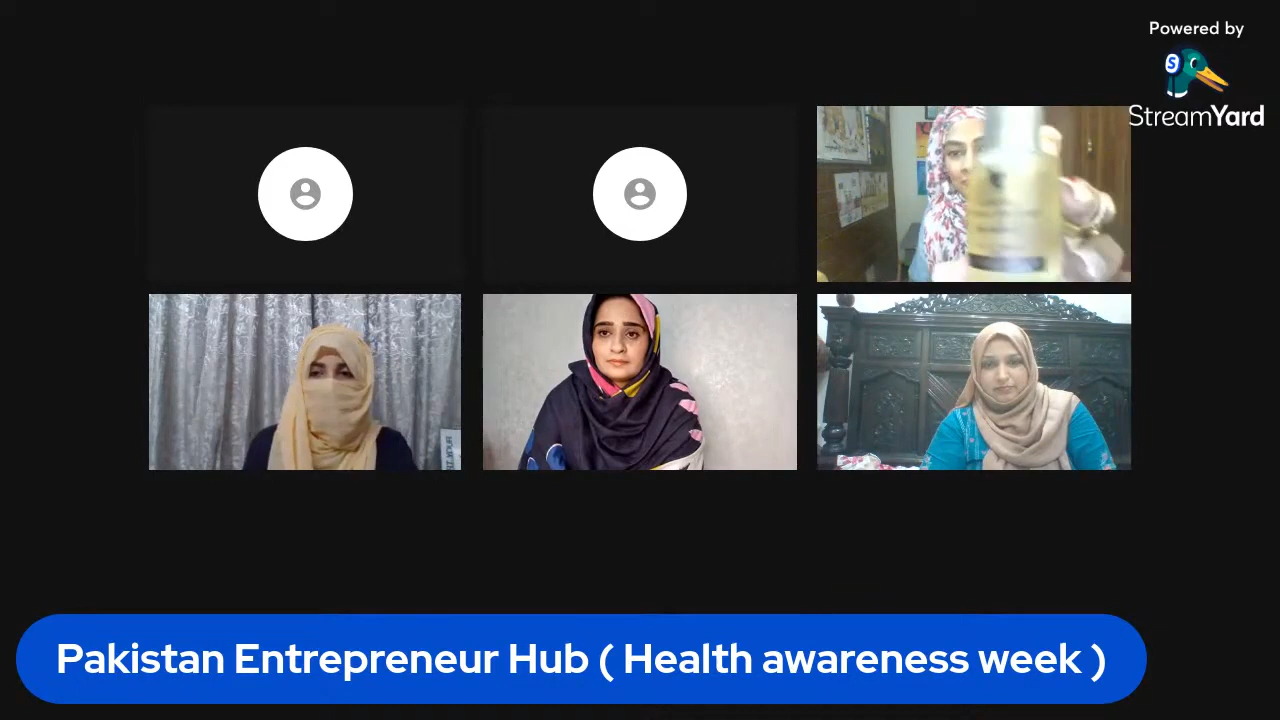 Powered by
StreamYard
Pakistan Entrepreneur Hub ( Health awareness week )